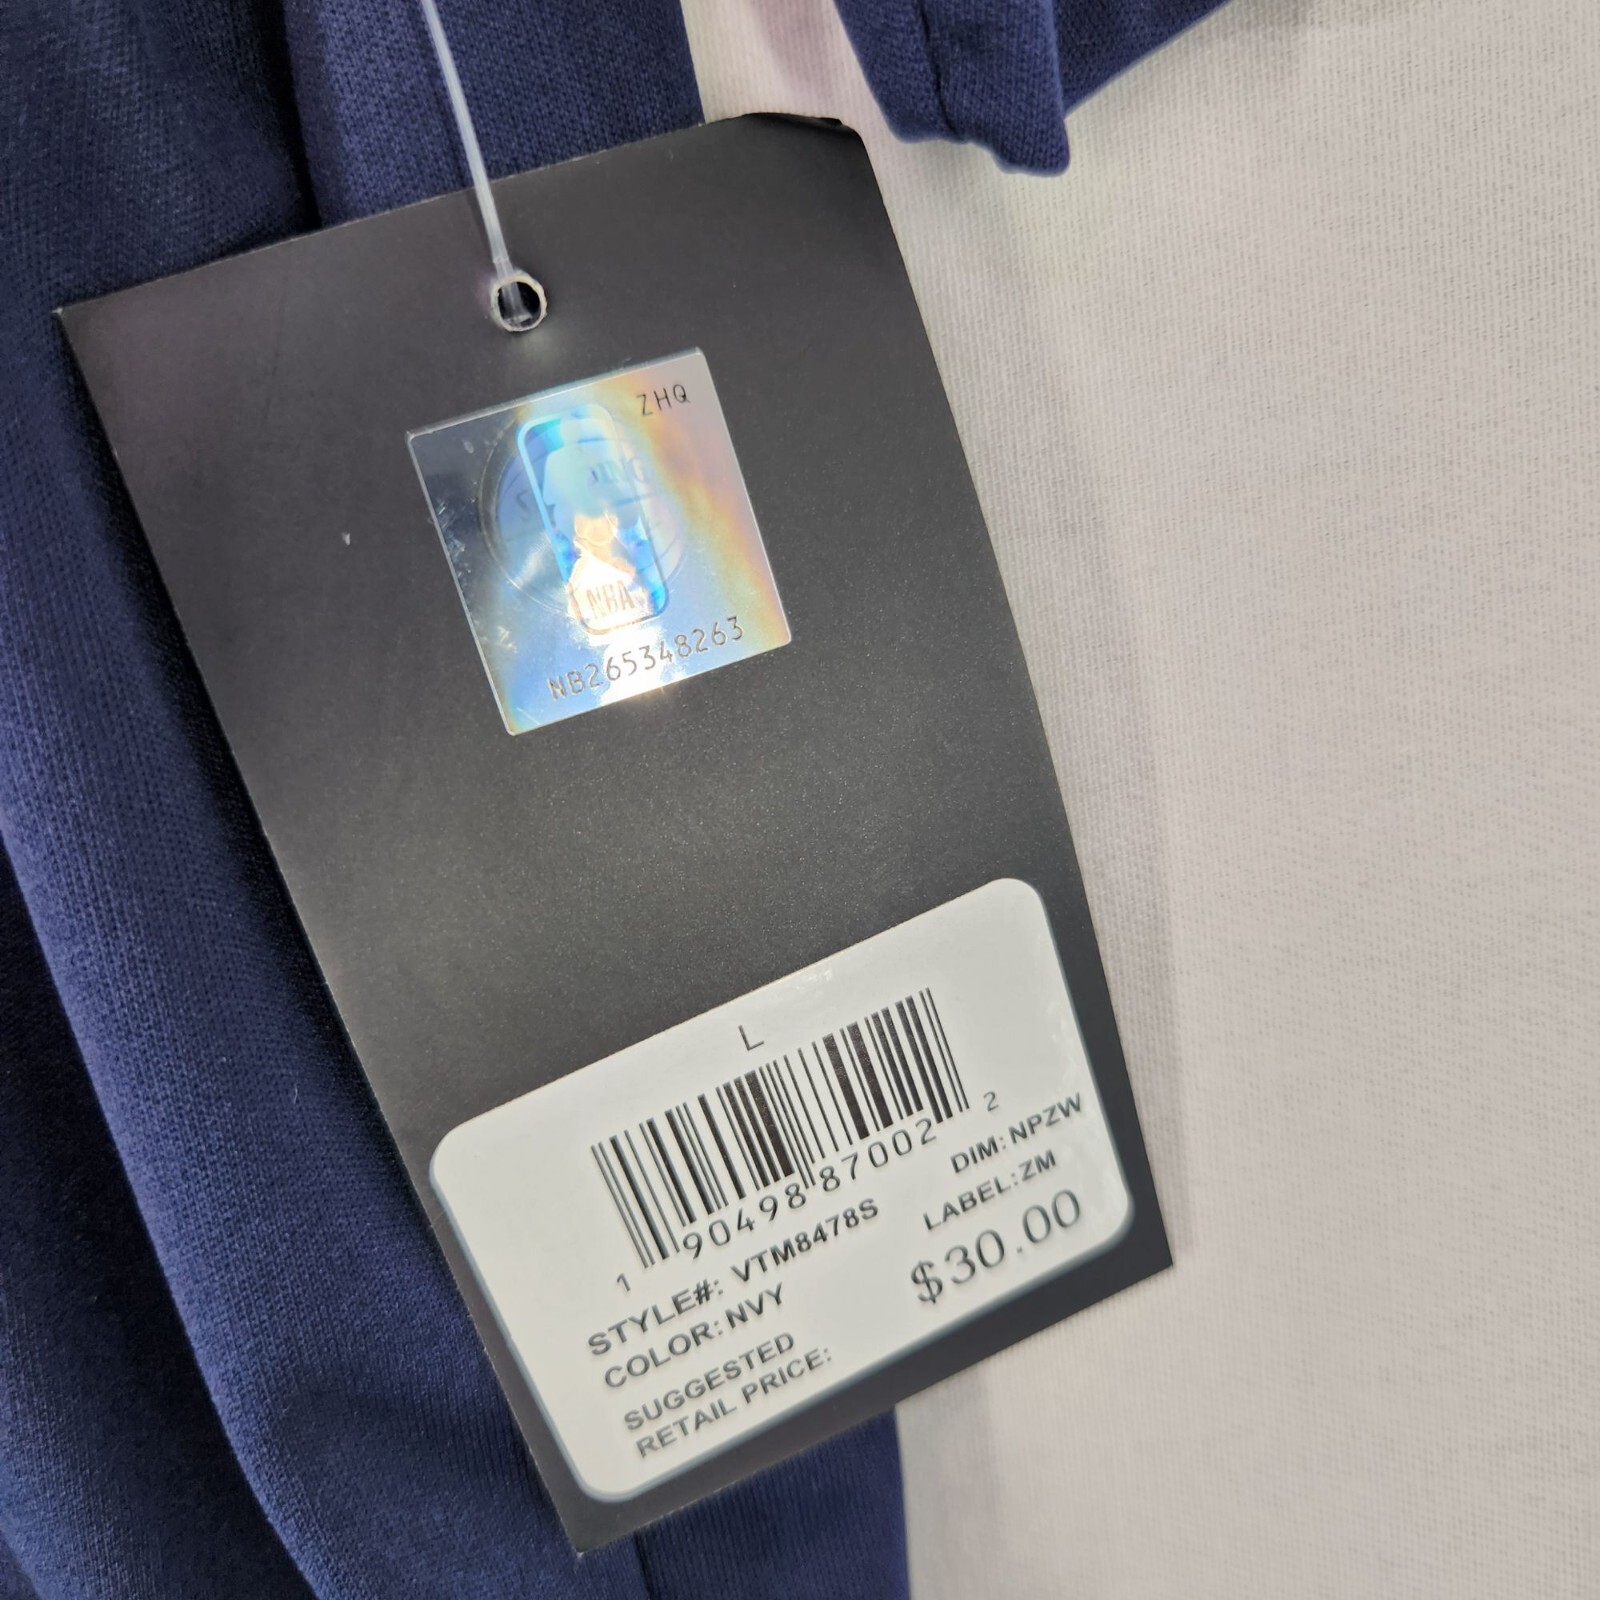 ZHQ
NBA
NB265348263
L
1 90498 87002 2
STYLE#: VTM8478S
DIM: NPZW
COLOR: NVY
LABEL: ZM
SUGGESTED
RETAIL PRICE:
$30.00